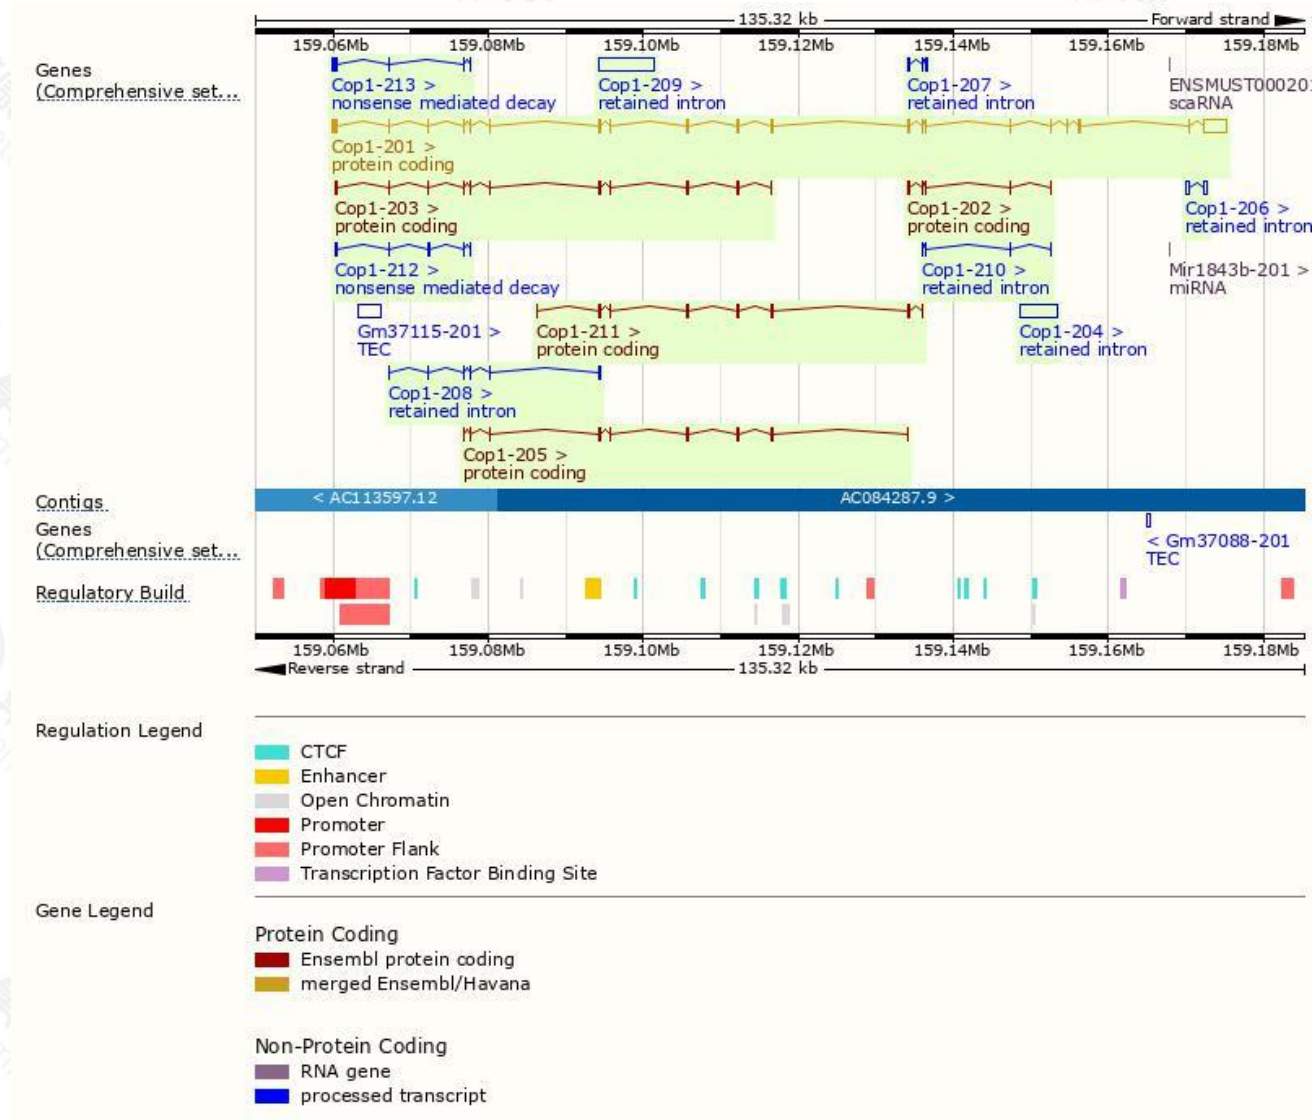 135.32 kb Forward strand
159.06Mb 159.08Mb 159.10Mb 159.12Mb 159.14Mb 159.16Mb 159.18Mb
Genes
(Comprehensive set...
Cop1-213 > Cop1-209 > Cop1-207 > ENSMUST000201
nonsense mediated decay retained intron retained intron scaRNA
Cop1-201 >
protein coding
Cop1-203 > Cop1-202 > Cop1-206 >
protein coding protein coding retained intron
Cop1-212 > Cop1-210 > Mir1843b-201 >
nonsense mediated decay retained intron miRNA
Gm37115-201 > Cop1-211 > Cop1-204 >
TEC protein coding retained intron
Cop1-208 >
retained intron
Cop1-205 >
protein coding
Contigs < AC113597.12 AC084287.9 >
Genes
(Comprehensive set...
< Gm37088-201
TEC
Regulatory Build
159.06Mb 159.08Mb 159.10Mb 159.12Mb 159.14Mb 159.16Mb 159.18Mb
Reverse strand 135.32 kb
Regulation Legend
CTCF
Enhancer
Open Chromatin
Promoter
Promoter Flank
Transcription Factor Binding Site
Gene Legend
Protein Coding
Ensembl protein coding
merged Ensembl/Havana
Non-Protein Coding
RNA gene
processed transcript